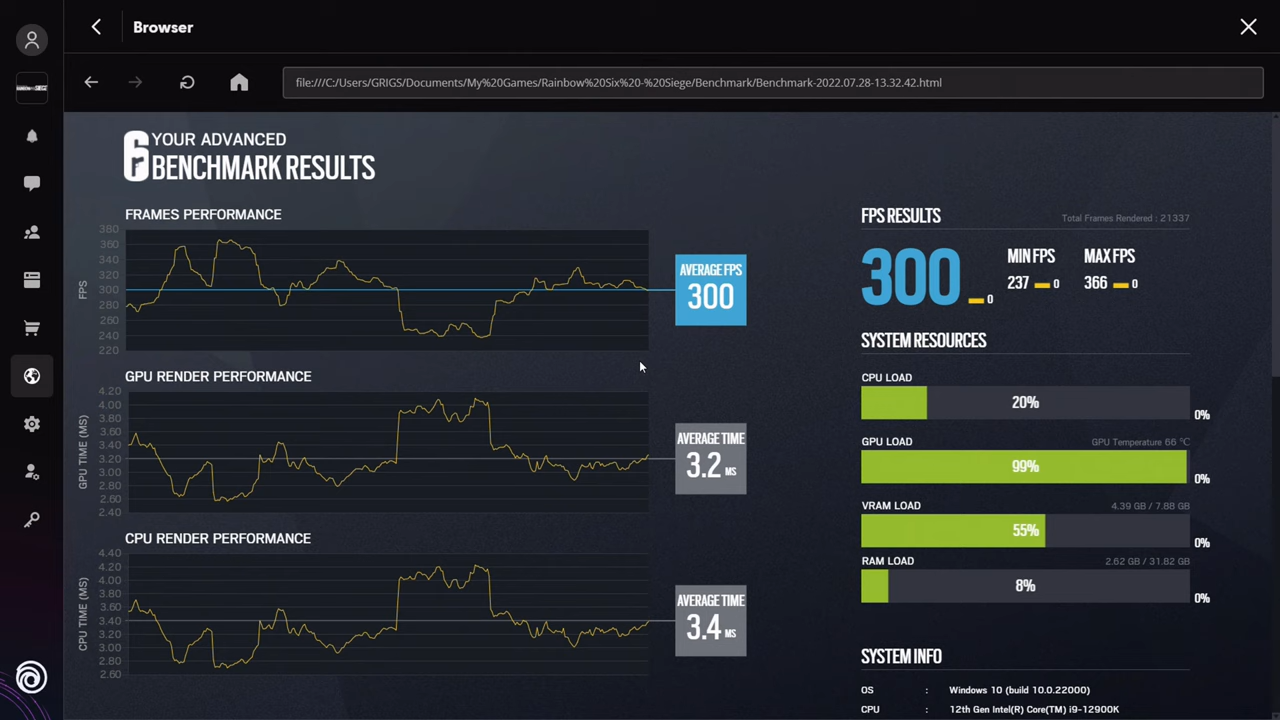 Browser
file:///C:/Users/GRIGS/Documents/My%20Games/Rainbow%20Six%20-%20Siege/Benchmark/Benchmark-2022.07.28-13.32.42.html
6 YOUR ADVANCED
BENCHMARK RESULTS
FRAMES PERFORMANCE
380
360
340
320
300
280
260
240
220
FPS
AVERAGE FPS
300
GPU RENDER PERFORMANCE
4.20
4.00
3.80
3.60
3.40
3.20
3.00
2.80
2.60
2.40
GPU TIME (MS)
AVERAGE TIME
3.2 MS
CPU RENDER PERFORMANCE
4.40
4.20
4.00
3.80
3.60
3.40
3.20
3.00
2.80
2.60
CPU TIME (MS)
AVERAGE TIME
3.4 MS
FPS RESULTS
Total Frames Rendered : 21337
300 0
MIN FPS
237 0
MAX FPS
366 0
SYSTEM RESOURCES
CPU LOAD
20%
0%
GPU LOAD
GPU Temperature 66 °C
99%
0%
VRAM LOAD
4.39 GB / 7.88 GB
55%
0%
RAM LOAD
2.62 GB / 31.82 GB
8%
0%
SYSTEM INFO
OS : Windows 10 (build 10.0.22000)
CPU : 12th Gen Intel(R) Core(TM) i9-12900K